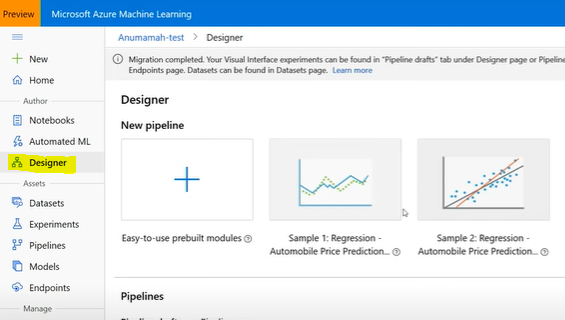 Preview
Microsoft Azure Machine Learning
Anumamah-test > Designer
New
Home
Author
Notebooks
Automated ML
Designer
Assets
Datasets
Experiments
Pipelines
Models
Endpoints
Manage
Migration completed. Your Visual Interface experiments can be found in "Pipeline drafts" tab under Designer page or Pipeline
Endpoints page. Datasets can be found in Datasets page. Learn more
Designer
New pipeline
Easy-to-use prebuilt modules
Sample 1: Regression -
Automobile Price Prediction...
Sample 2: Regression -
Automobile Price Prediction...
Pipelines